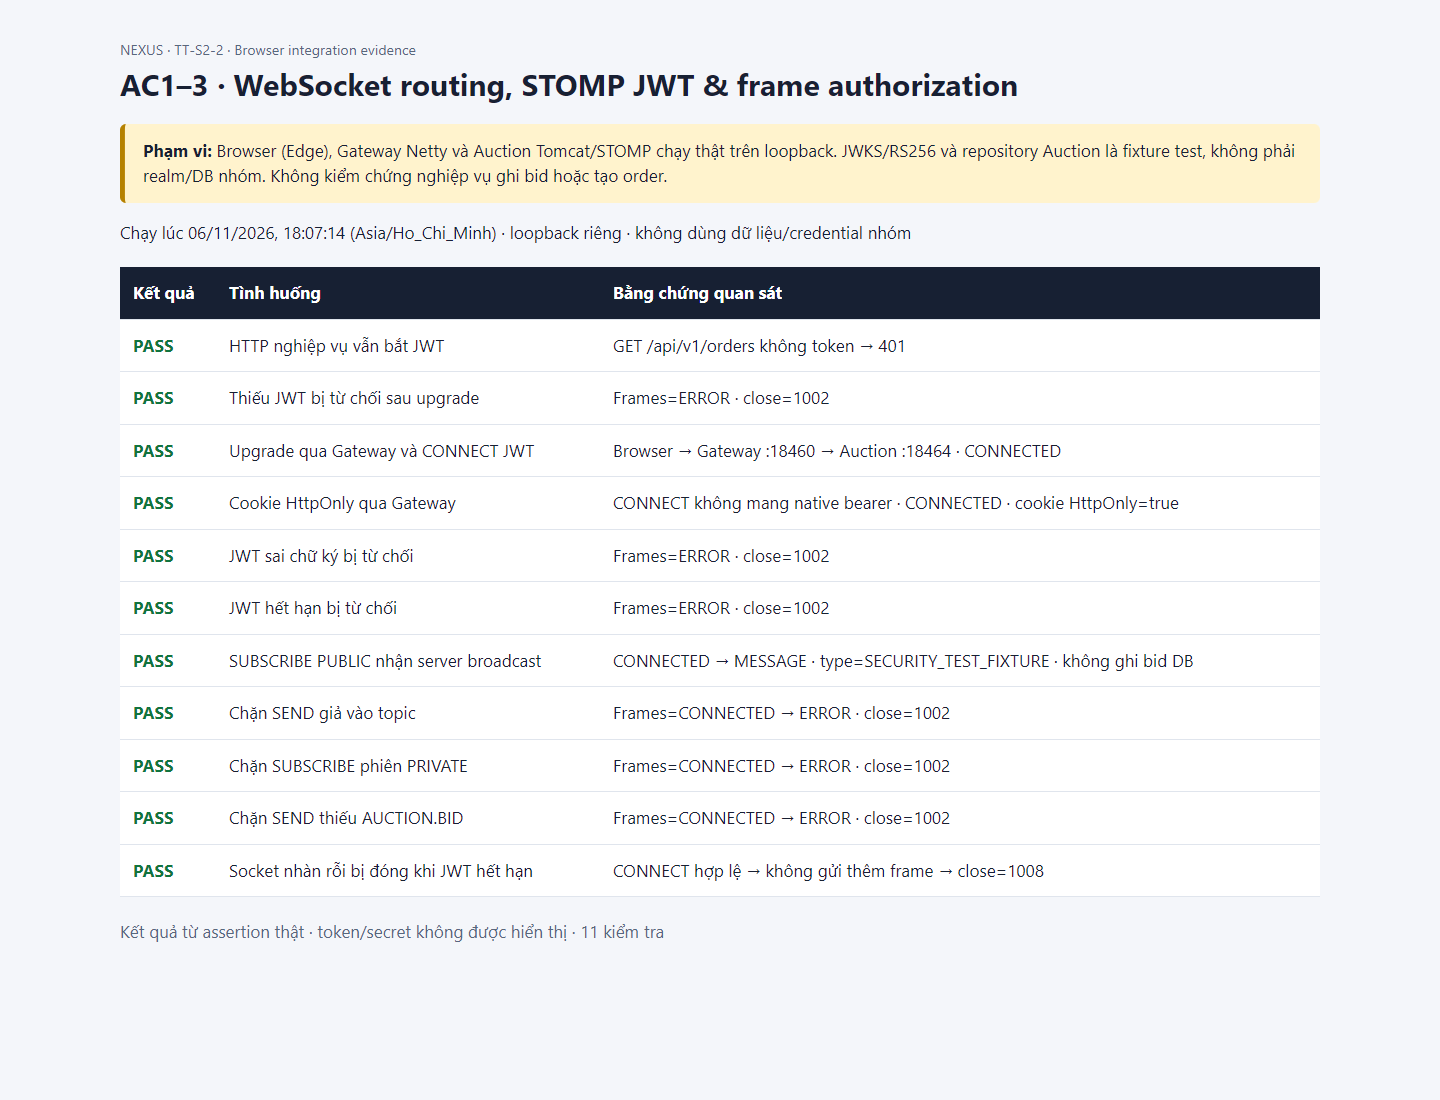 NEXUS · TT-S2-2 · Browser integration evidence
AC1–3 · WebSocket routing, STOMP JWT & frame authorization
Phạm vi: Browser (Edge), Gateway Netty và Auction Tomcat/STOMP chạy thật trên loopback. JWKS/RS256 và repository Auction là fixture test, không phải
realm/DB nhóm. Không kiểm chứng nghiệp vụ ghi bid hoặc tạo order.
Chạy lúc 06/11/2026, 18:07:14 (Asia/Ho_Chi_Minh) · loopback riêng · không dùng dữ liệu/credential nhóm
Kết quả Tình huống Bằng chứng quan sát
PASS HTTP nghiệp vụ vẫn bắt JWT GET /api/v1/orders không token → 401
PASS Thiếu JWT bị từ chối sau upgrade Frames=ERROR · close=1002
PASS Upgrade qua Gateway và CONNECT JWT Browser → Gateway :18460 → Auction :18464 · CONNECTED
PASS Cookie HttpOnly qua Gateway CONNECT không mang native bearer · CONNECTED · cookie HttpOnly=true
PASS JWT sai chữ ký bị từ chối Frames=ERROR · close=1002
PASS JWT hết hạn bị từ chối Frames=ERROR · close=1002
PASS SUBSCRIBE PUBLIC nhận server broadcast CONNECTED → MESSAGE · type=SECURITY_TEST_FIXTURE · không ghi bid DB
PASS Chặn SEND giả vào topic Frames=CONNECTED → ERROR · close=1002
PASS Chặn SUBSCRIBE phiên PRIVATE Frames=CONNECTED → ERROR · close=1002
PASS Chặn SEND thiếu AUCTION.BID Frames=CONNECTED → ERROR · close=1002
PASS Socket nhàn rỗi bị đóng khi JWT hết hạn CONNECT hợp lệ → không gửi thêm frame → close=1008
Kết quả từ assertion thật · token/secret không được hiển thị · 11 kiểm tra